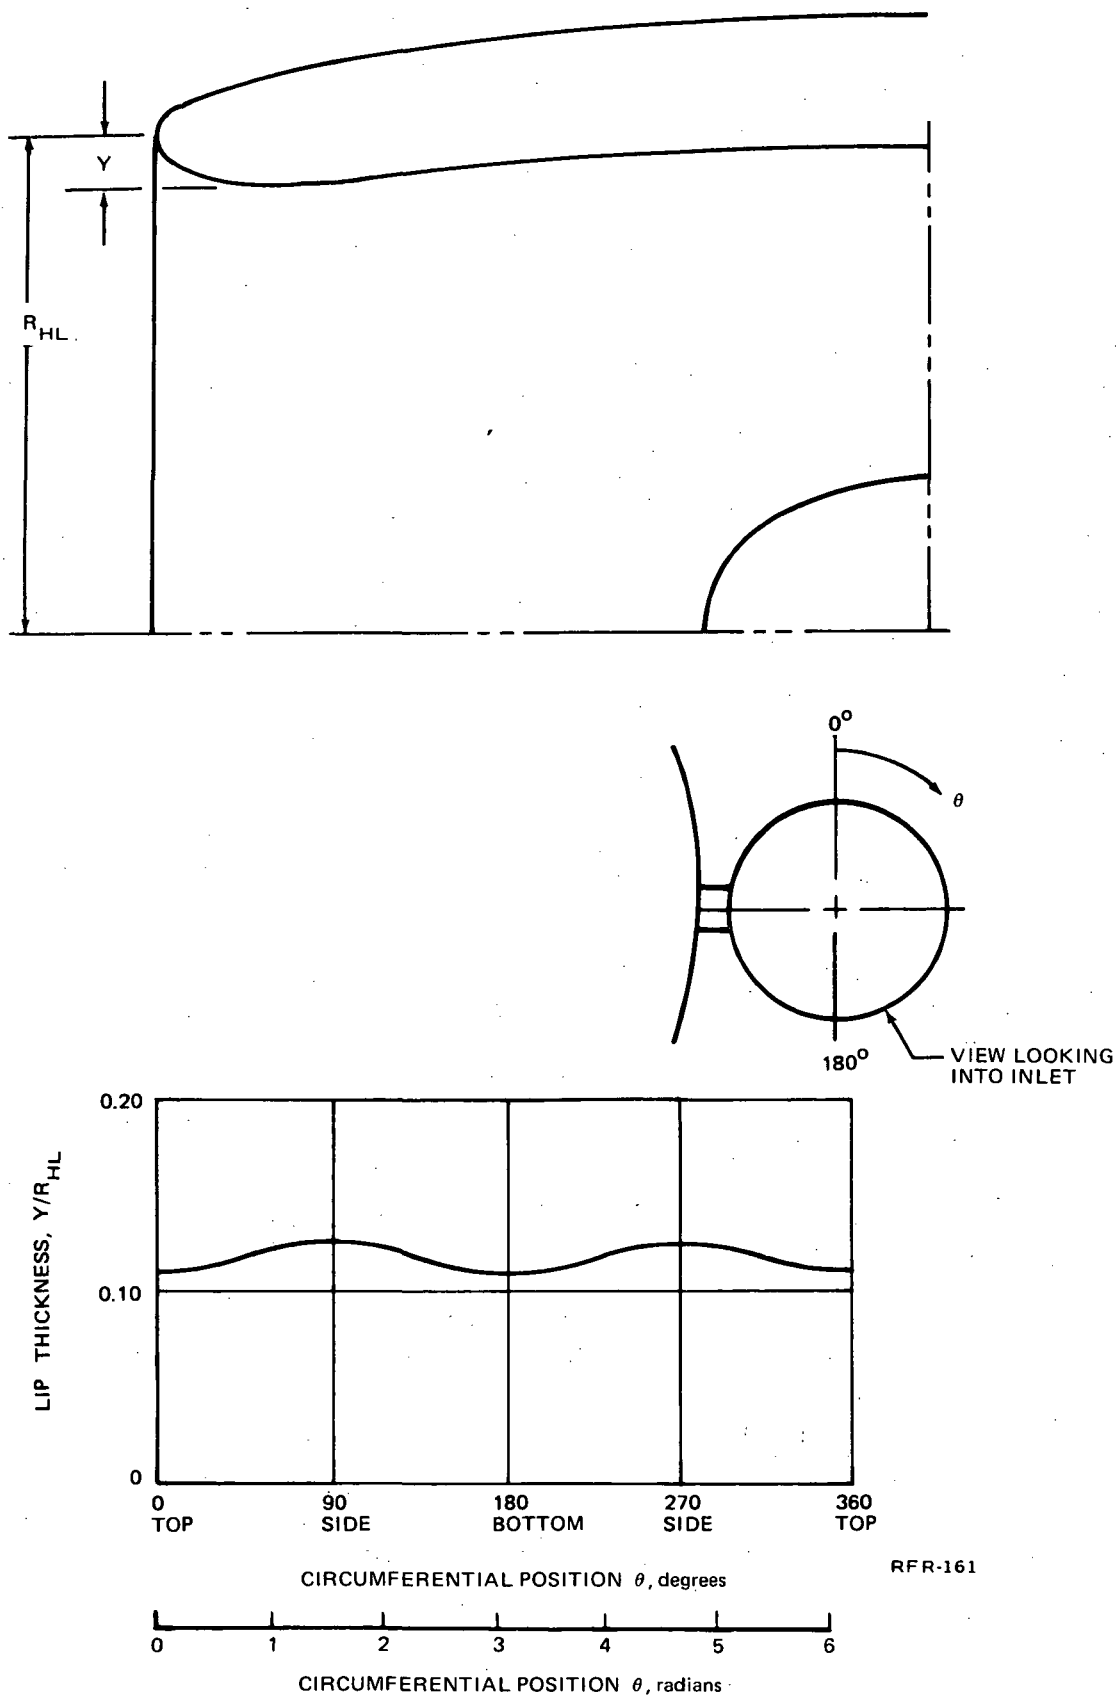 Y
R_HL
0°
θ
180°
VIEW LOOKING
INTO INLET
LIP THICKNESS, Y/R_HL
0.20
0.10
0
0 90 180 270 360
TOP SIDE BOTTOM SIDE TOP
RFR-161
CIRCUMFERENTIAL POSITION θ, degrees
0 1 2 3 4 5 6
CIRCUMFERENTIAL POSITION θ, radians